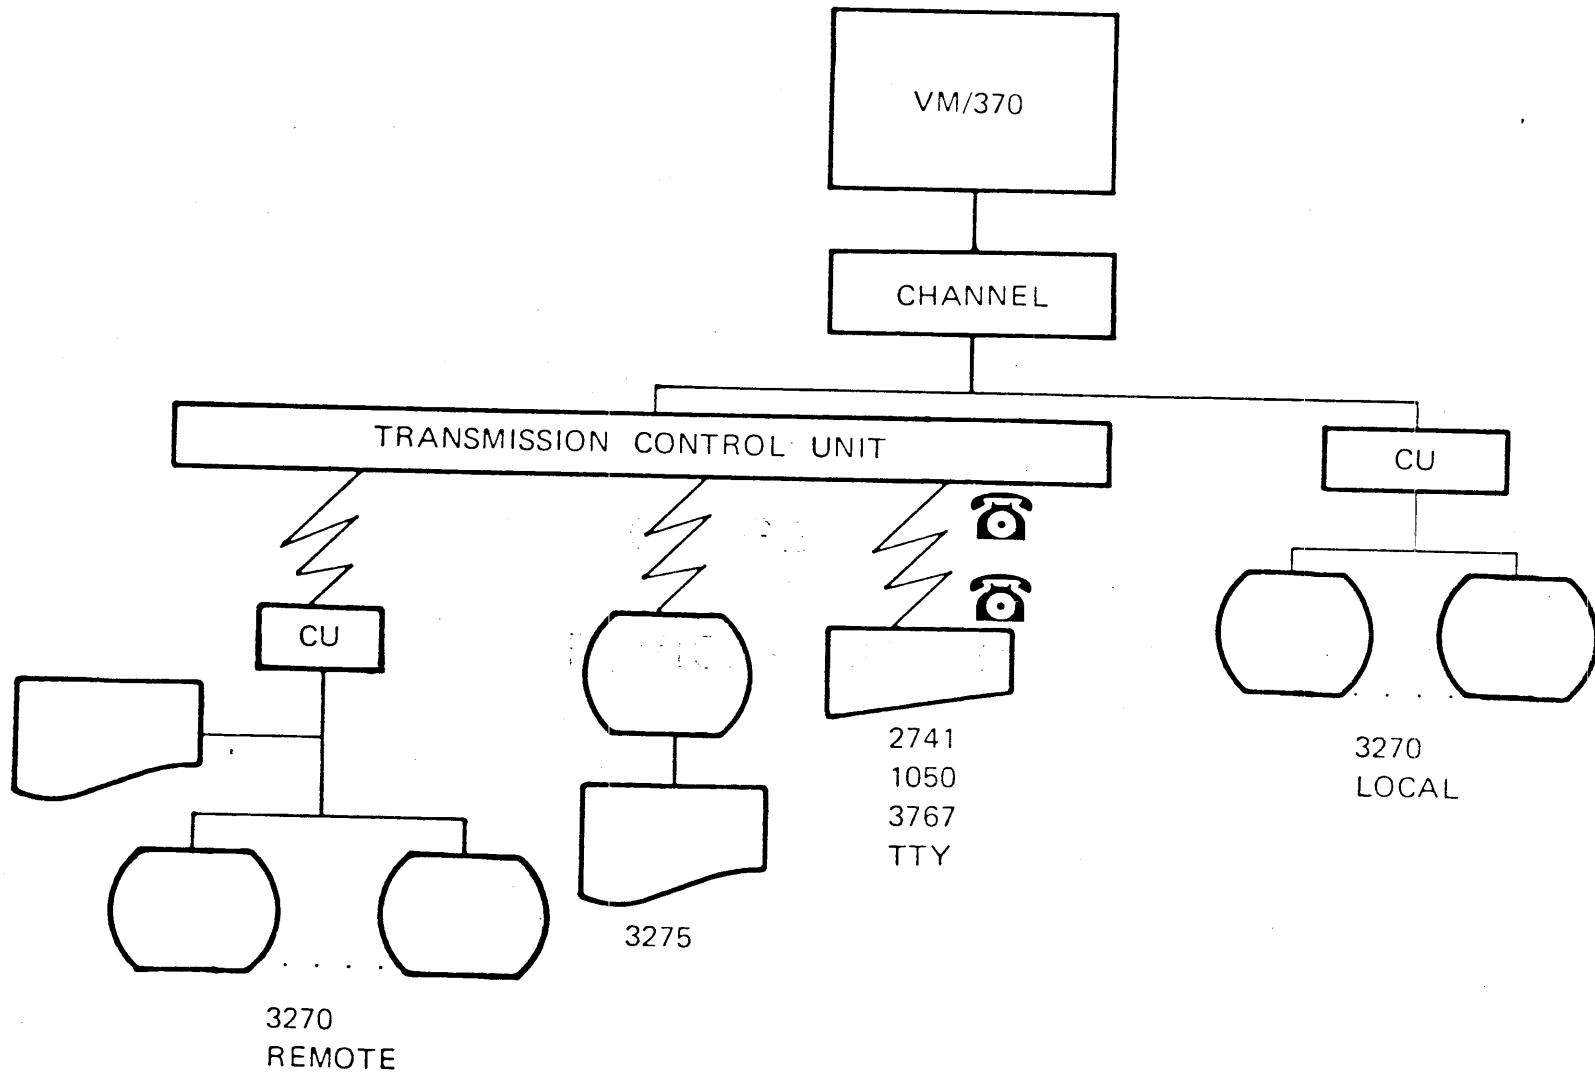 VM/370
CHANNEL
TRANSMISSION CONTROL UNIT
CU
CU
2741
1050
3767
TTY
3270
LOCAL
3275
3270
REMOTE